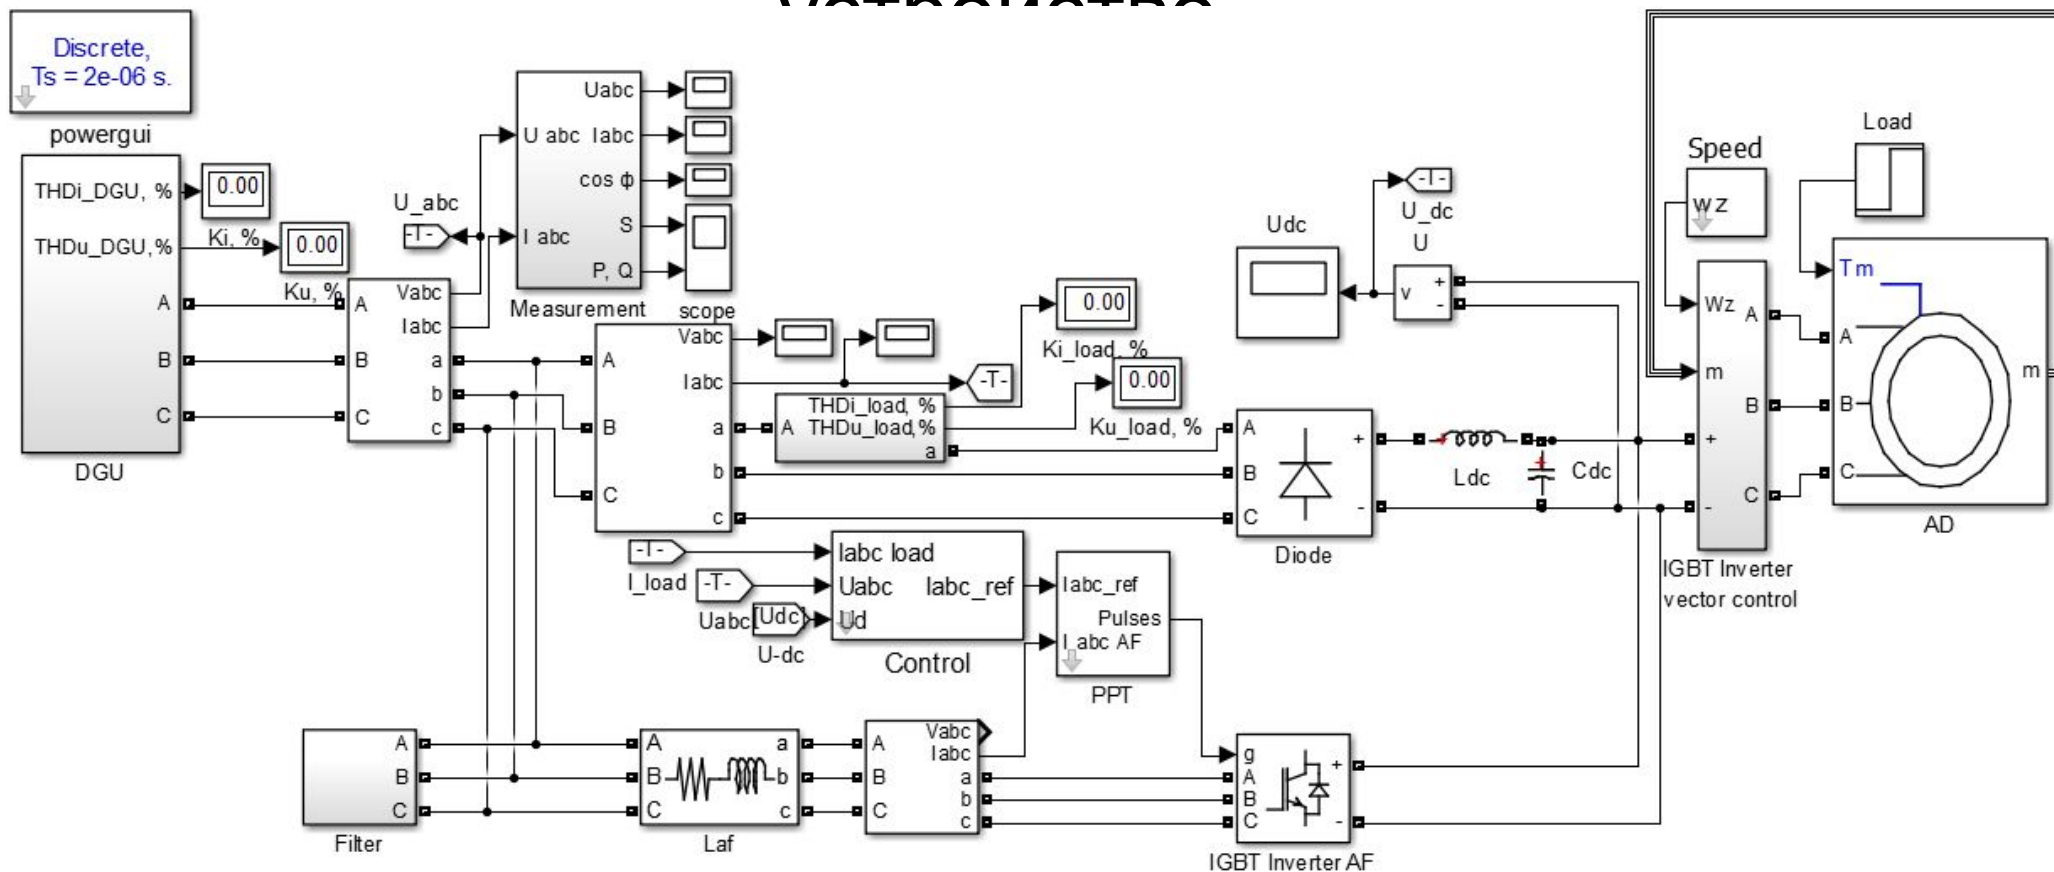 устройство
Discrete,
Ts = 2e-06 s.
powergui
THDi_DGU, %
THDu_DGU,%
A
B
C
DGU
0.00
Ki, %
0.00
Ku, %
A
B
C
Vabc
Iabc
a
b
c
U_abc
-T-
U abc
I abc
Uabc
Iabc
cos ф
S
P, Q
Measurement
scope
A
B
C
Vabc
Iabc
a
b
c
-T-
A
THDi_load, %
THDu_load,%
a
0.00
Ki_load, %
0.00
Ku_load, %
Udc
-T-
U_dc
U
v
+
-
A
B
C
+
-
Diode
Ldc
Cdc
Speed
wz
Load
Wz
m
+
-
A
B
C
IGBT Inverter
vector control
Tm
A
B
C
m
AD
-T-
I_load
-T-
Uabc
[Udc]
U-dc
Iabc load
Uabc
Ud
Iabc_ref
Control
Iabc_ref
Pulses
I_abc AF
PPT
A
B
C
Filter
A
B
C
a
b
c
Laf
A
B
C
Vabc
Iabc
a
b
c
g
A
B
C
+
-
IGBT Inverter AF